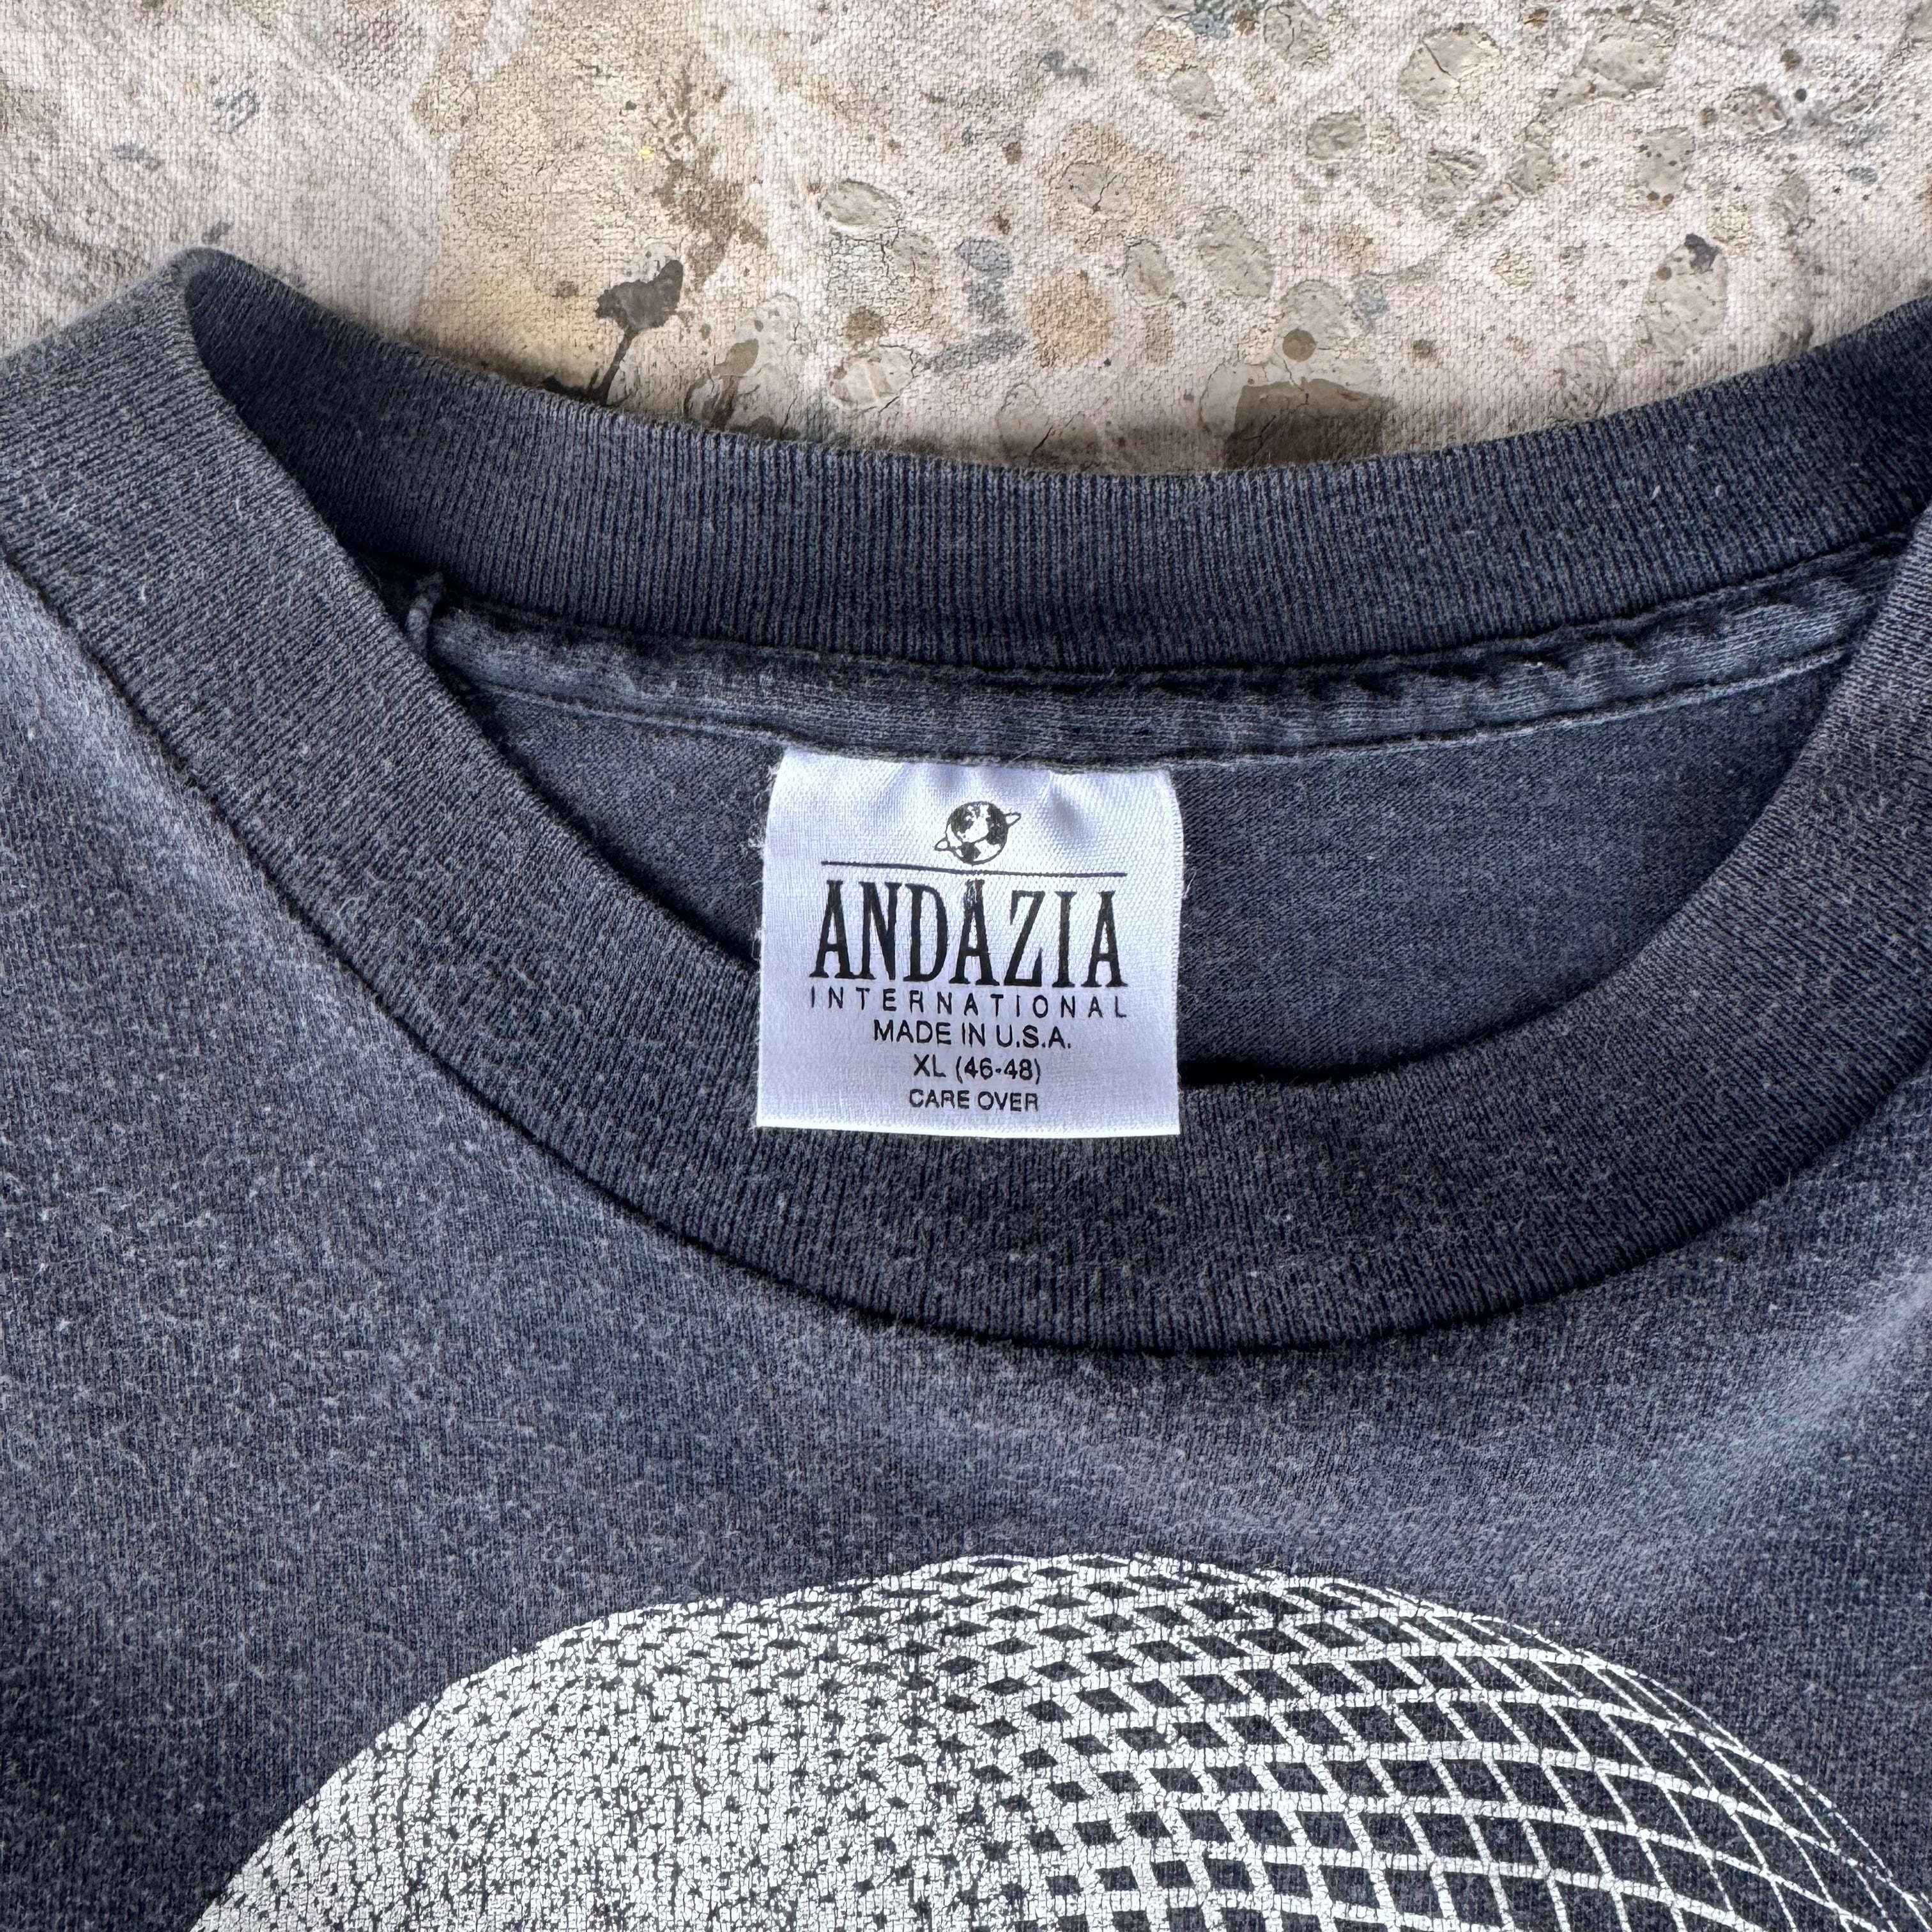 ANDAZIA
INTERNATIONAL
MADE IN U.S.A.
XL (46-48)
CARE OVER